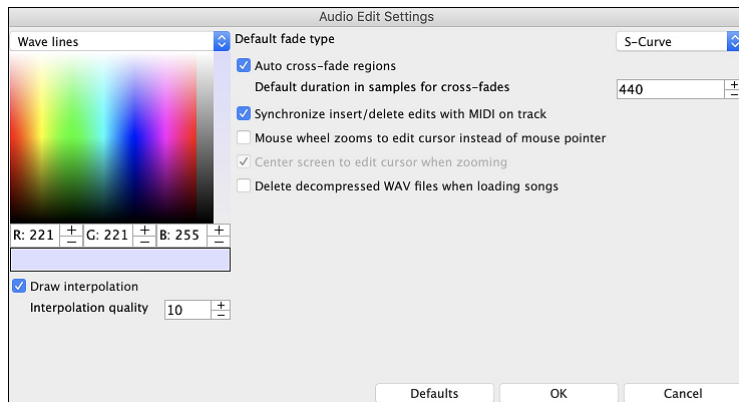 Audio Edit Settings
Wave lines
Default fade type
S-Curve
Auto cross-fade regions
Default duration in samples for cross-fades
440
Synchronize insert/delete edits with MIDI on track
Mouse wheel zooms to edit cursor instead of mouse pointer
Center screen to edit cursor when zooming
Delete decompressed WAV files when loading songs
R: 221 + - G: 221 + - B: 255 + -
Draw interpolation
Interpolation quality 10 + -
Defaults OK Cancel